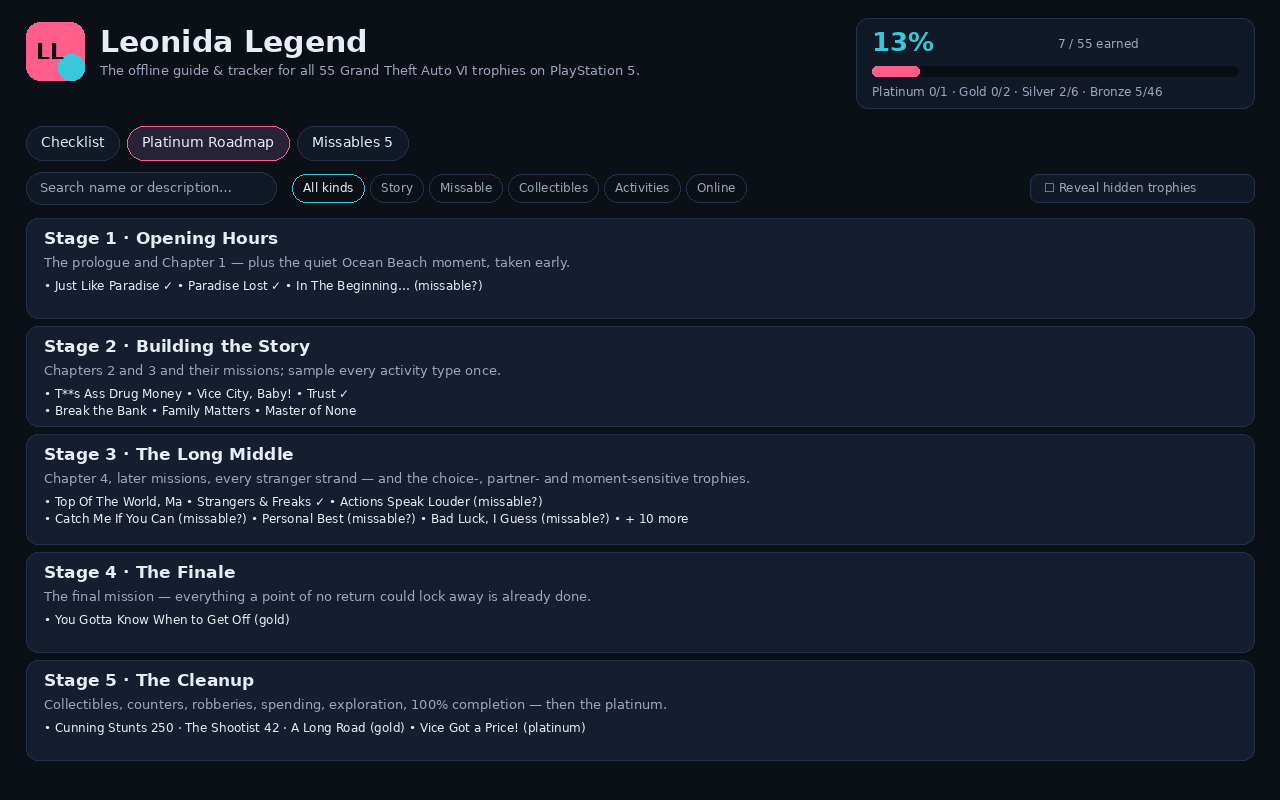 LL
Leonida Legend
The offline guide & tracker for all 55 Grand Theft Auto VI trophies on PlayStation 5.
13%
7 / 55 earned
Platinum 0/1 · Gold 0/2 · Silver 2/6 · Bronze 5/46
Checklist
Platinum Roadmap
Missables 5
Search name or description…
All kinds
Story
Missable
Collectibles
Activities
Online
☐ Reveal hidden trophies
Stage 1 · Opening Hours
The prologue and Chapter 1 — plus the quiet Ocean Beach moment, taken early.
• Just Like Paradise ✓ • Paradise Lost ✓ • In The Beginning… (missable?)
Stage 2 · Building the Story
Chapters 2 and 3 and their missions; sample every activity type once.
• T**s Ass Drug Money • Vice City, Baby! • Trust ✓
• Break the Bank • Family Matters • Master of None
Stage 3 · The Long Middle
Chapter 4, later missions, every stranger strand — and the choice-, partner- and moment-sensitive trophies.
• Top Of The World, Ma • Strangers & Freaks ✓ • Actions Speak Louder (missable?)
• Catch Me If You Can (missable?) • Personal Best (missable?) • Bad Luck, I Guess (missable?) • + 10 more
Stage 4 · The Finale
The final mission — everything a point of no return could lock away is already done.
• You Gotta Know When to Get Off (gold)
Stage 5 · The Cleanup
Collectibles, counters, robberies, spending, exploration, 100% completion — then the platinum.
• Cunning Stunts 250 · The Shootist 42 · A Long Road (gold) • Vice Got a Price! (platinum)